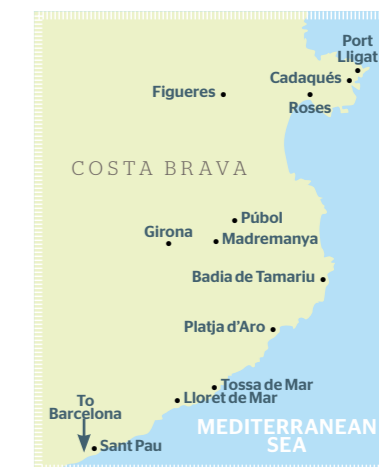 Port
Lligat
Cadaqués
Figueres
Roses
COSTA BRAVA
Púbol
Girona
Madremanya
Badia de Tamariu
Platja d'Aro
Tossa de Mar
To
Barcelona
Lloret de Mar
MEDITERRANEAN
SEA
Sant Pau